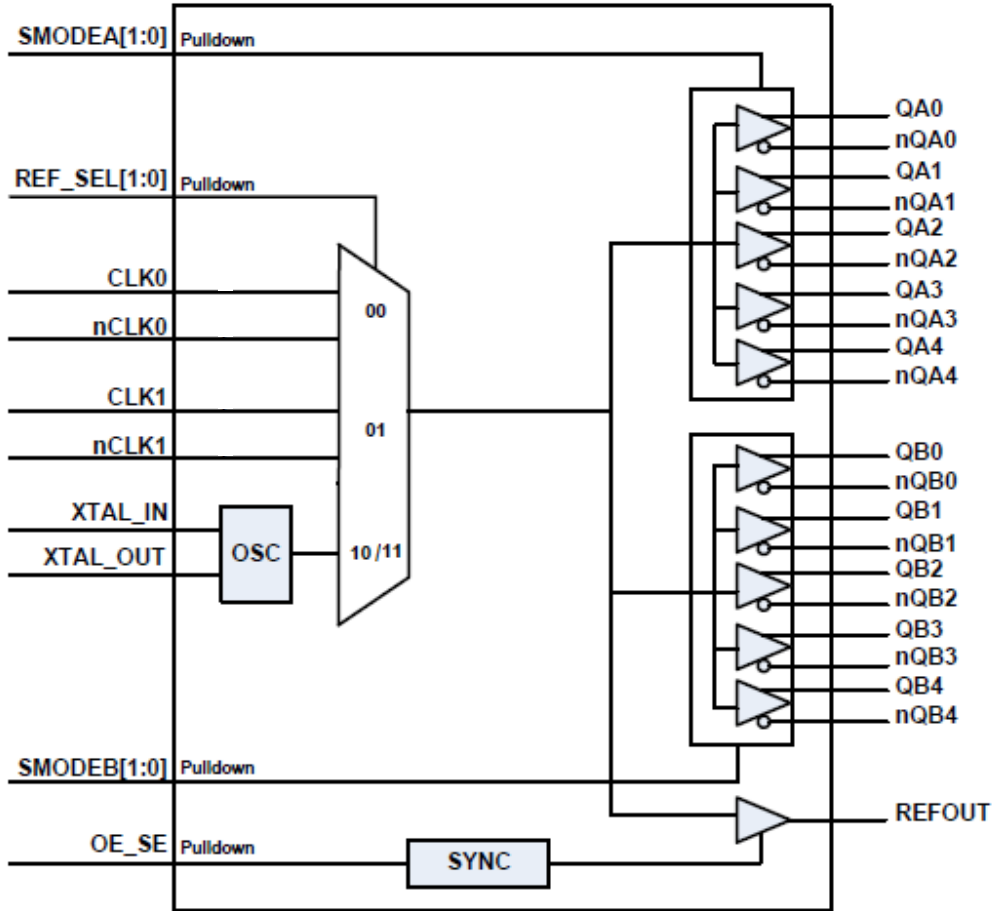 SMODEA[1:0] Pulldown
QA0
nQA0
QA1
REF_SEL[1:0] Pulldown
nQA1
QA2
nQA2
CLK0
QA3
00
nCLK0
nQA3
QA4
nQA4
CLK1
01
nCLK1
QB0
nQB0
XTAL_IN
QB1
OSC
10 /11
nQB1
XTAL_OUT
QB2
nQB2
QB3
nQB3
QB4
nQB4
SMODEB[1:0] Pulldown
REFOUT
OE_SE Pulldown
SYNC